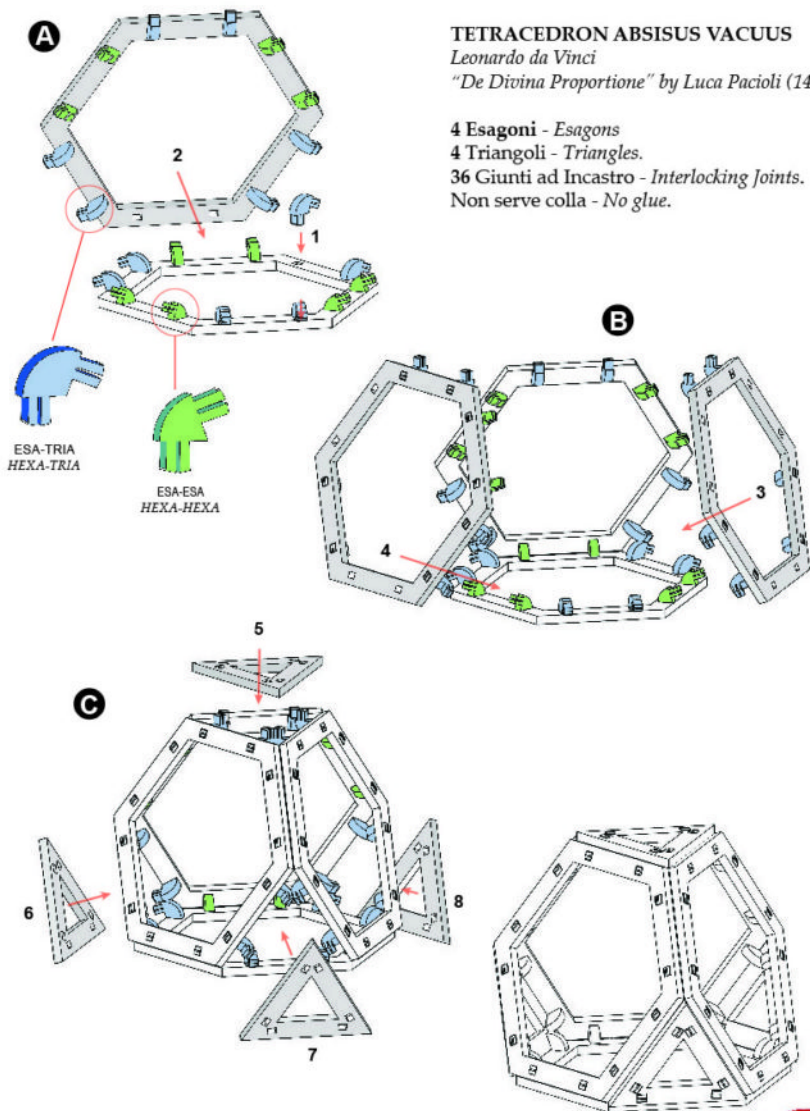 A
TETRACEDRON ABSISUS VACUUS
Leonardo da Vinci
"De Divina Proportione" by Luca Pacioli (14
4 Esagoni - Esagons
4 Triangoli - Triangles.
36 Giunti ad Incastro - Interlocking Joints.
Non serve colla - No glue.
2
1
ESA-TRIA
HEXA-TRIA
ESA-ESA
HEXA-HEXA
B
3
4
5
C
6
8
7